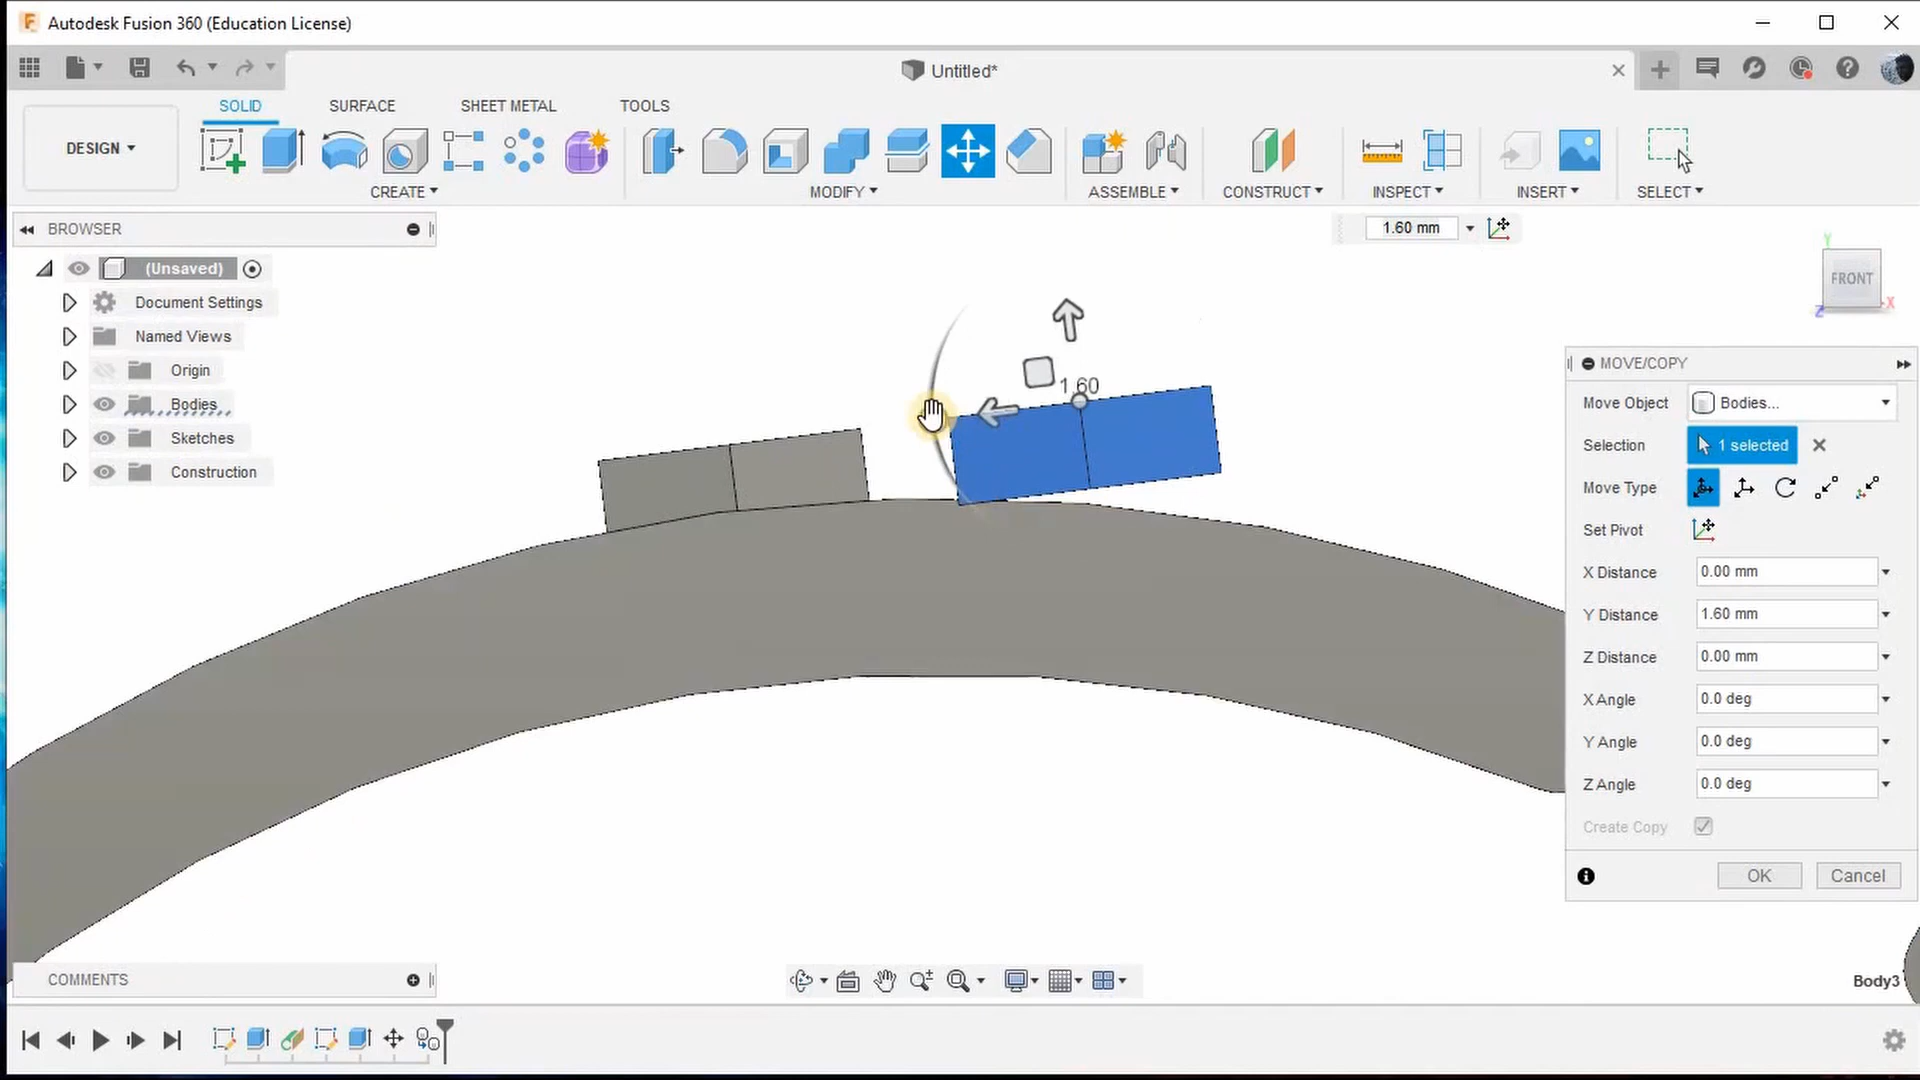 Autodesk Fusion 360 (Education License)
Untitled*
SOLID SURFACE SHEET METAL TOOLS
DESIGN
CREATE MODIFY ASSEMBLE CONSTRUCT INSPECT INSERT SELECT
BROWSER
1.60 mm
(Unsaved)
Document Settings
Named Views
Origin
Bodies
Sketches
Construction
Y
FRONT
X
Z
1.60
MOVE/COPY
Move Object Bodies...
Selection 1 selected
Move Type
Set Pivot
X Distance 0.00 mm
Y Distance 1.60 mm
Z Distance 0.00 mm
X Angle 0.0 deg
Y Angle 0.0 deg
Z Angle 0.0 deg
Create Copy
OK Cancel
COMMENTS
Body3